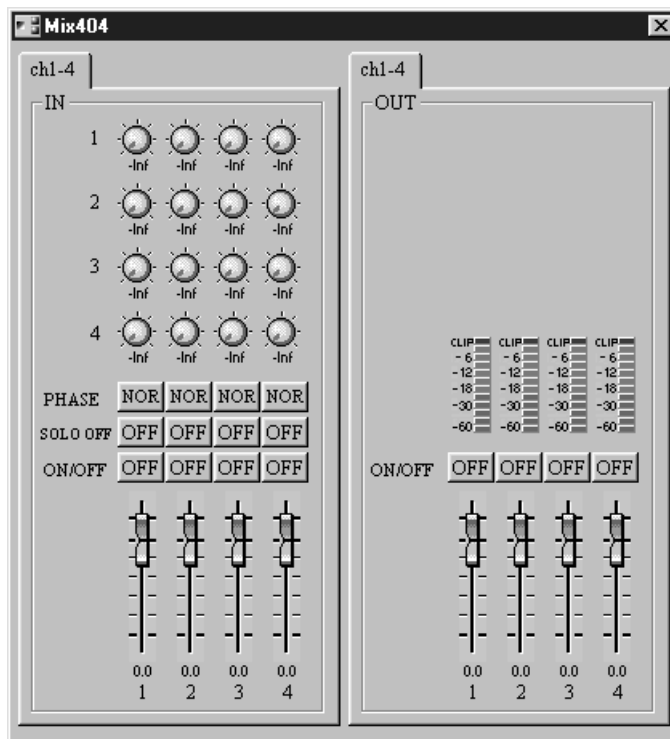 Mix404
ch1-4
IN
1
-Inf -Inf -Inf -Inf
2
-Inf -Inf -Inf -Inf
3
-Inf -Inf -Inf -Inf
4
-Inf -Inf -Inf -Inf
PHASE NOR NOR NOR NOR
SOLO OFF OFF OFF OFF OFF
ON/OFF OFF OFF OFF OFF
0.0 0.0 0.0 0.0
1 2 3 4
ch1-4
OUT
CLIP CLIP CLIP CLIP
-6 -6 -6 -6
-12 -12 -12 -12
-18 -18 -18 -18
-30 -30 -30 -30
-60 -60 -60 -60
ON/OFF OFF OFF OFF OFF
0.0 0.0 0.0 0.0
1 2 3 4